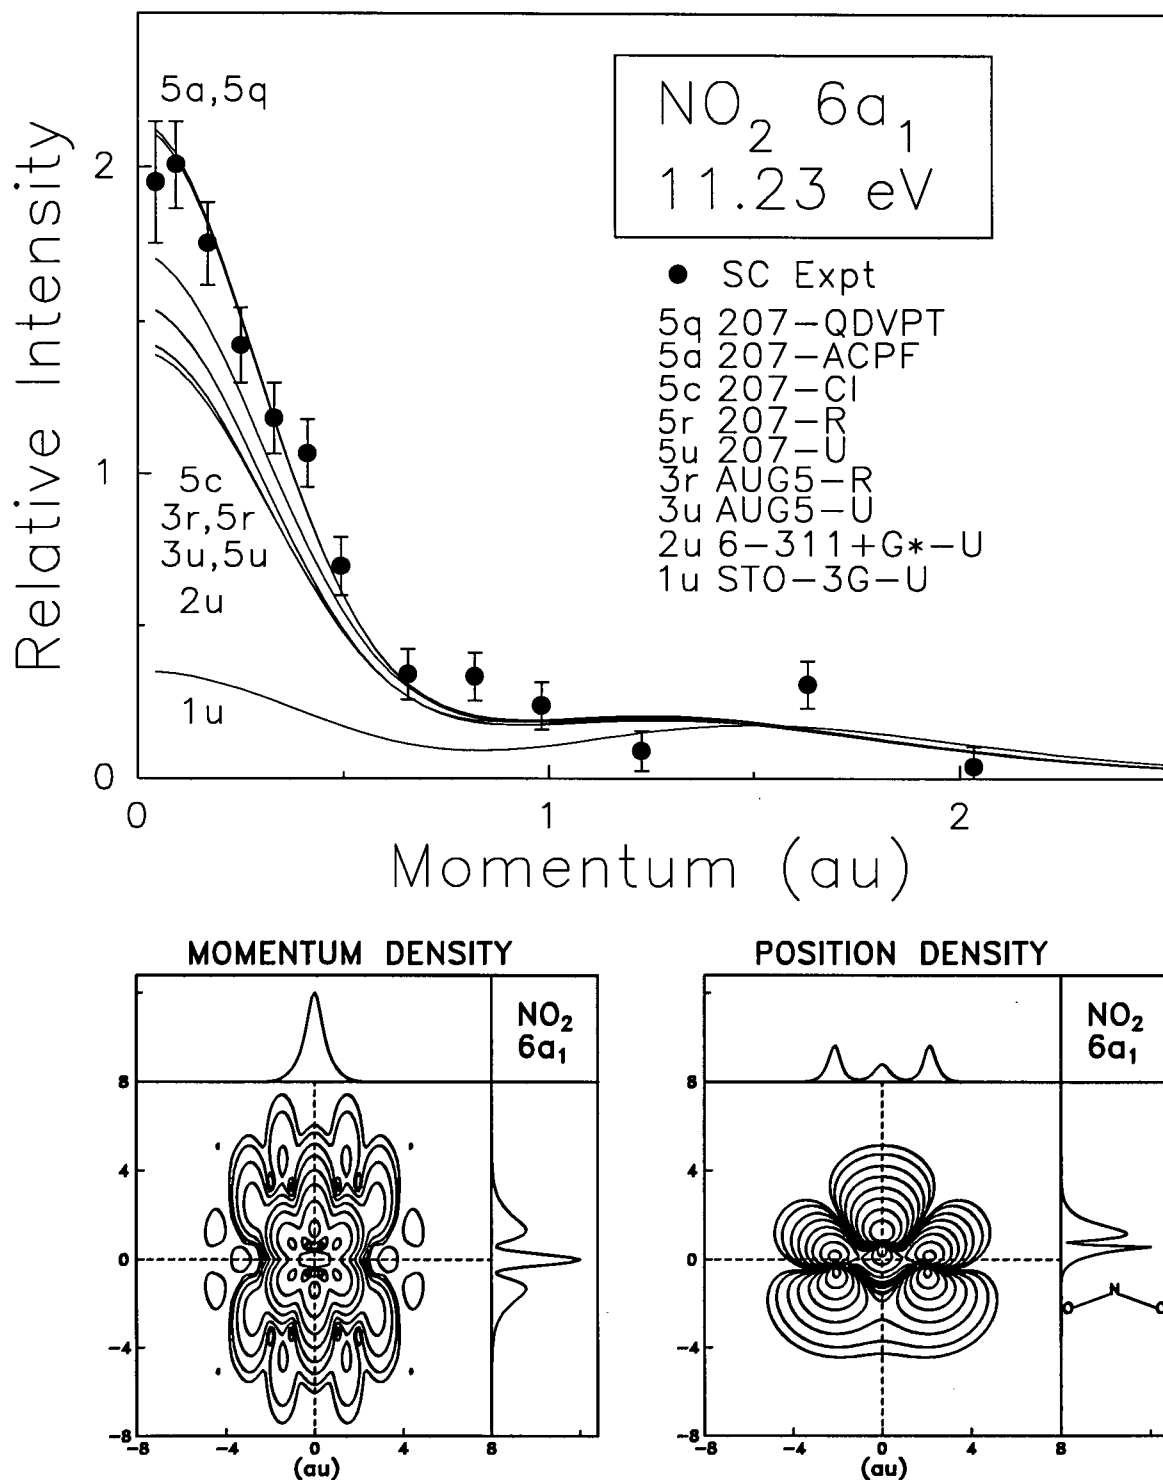 Relative Intensity
2
1
0
5a,5q
5c
3r,5r
3u,5u
2u
1u
NO2 6a1
11.23 eV
● SC Expt
5q 207-QDVPT
5a 207-ACPF
5c 207-CI
5r 207-R
5u 207-U
3r AUG5-R
3u AUG5-U
2u 6-311+G*-U
1u STO-3G-U
0 1 2
Momentum (au)
MOMENTUM DENSITY
NO2
6a1
8
4
0
-4
-8
-8 -4 0 4 8
(au)
POSITION DENSITY
NO2
6a1
8
4
0
-4
-8
N
O O
-8 -4 0 4 8
(au)